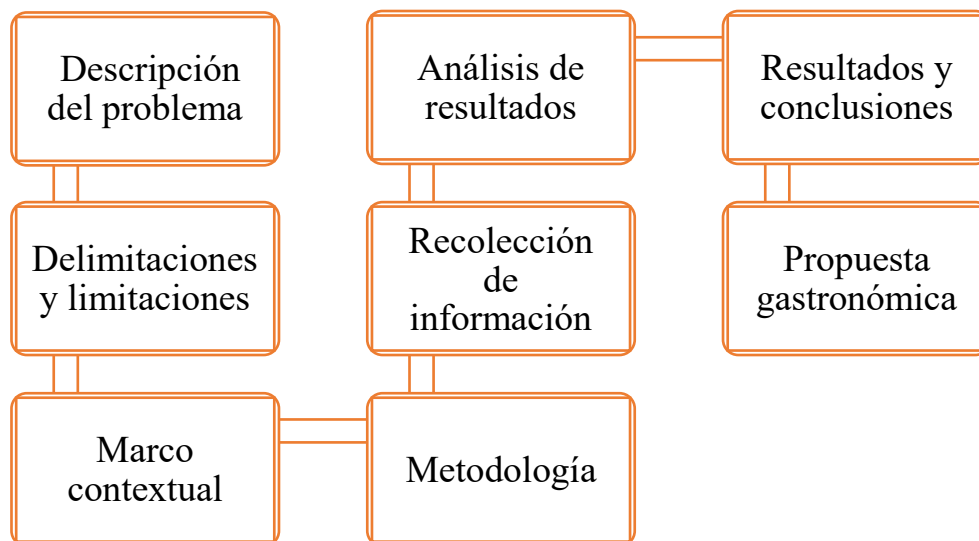 Descripción
del problema
Delimitaciones
y limitaciones
Marco
contextual
Metodología
Recolección
de
información
Análisis de
resultados
Resultados y
conclusiones
Propuesta
gastronómica